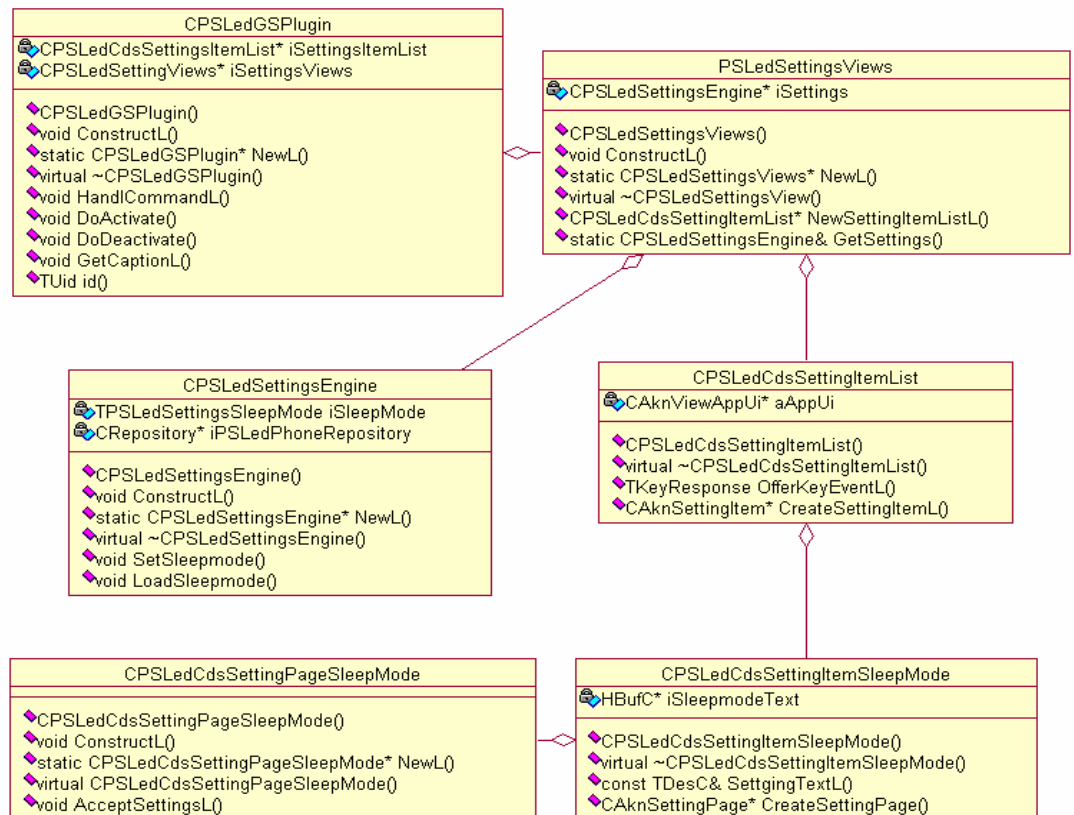 CPSLedGSPlugin
CPSLedCdsSettingsItemList* iSettingsItemList
CPSLedSettingViews* iSettingsViews
CPSLedGSPlugin()
void ConstructL()
static CPSLedGSPlugin* NewL()
virtual ~CPSLedGSPlugin()
void HandlCommandL()
void DoActivate()
void DoDeactivate()
void GetCaptionL()
TUid id()
PSLedSettingsViews
CPSLedSettingsEngine* iSettings
CPSLedSettingsViews()
void ConstructL()
static CPSLedSettingsViews* NewL()
virtual ~CPSLedSettingsView()
CPSLedCdsSettingItemList* NewSettingItemListL()
static CPSLedSettingsEngine& GetSettings()
CPSLedSettingsEngine
TPSLedSettingsSleepMode iSleepMode
CRepository* iPSLedPhoneRepository
CPSLedSettingsEngine()
void ConstructL()
static CPSLedSettingsEngine* NewL()
virtual ~CPSLedSettingsEngine()
void SetSleepmode()
void LoadSleepmode()
CPSLedCdsSettingItemList
CAknViewAppUi* aAppUi
CPSLedCdsSettingItemList()
virtual ~CPSLedCdsSettingItemList()
TKeyResponse OfferKeyEventL()
CAknSettingItem* CreateSettingItemL()
CPSLedCdsSettingPageSleepMode
CPSLedCdsSettingPageSleepMode()
void ConstructL()
static CPSLedCdsSettingPageSleepMode* NewL()
virtual CPSLedCdsSettingPageSleepMode()
void AcceptSettingsL()
CPSLedCdsSettingItemSleepMode
HBufC* iSleepmodeText
CPSLedCdsSettingItemSleepMode()
virtual ~CPSLedCdsSettingItemSleepMode()
const TDesC& SettgingTextL()
CAknSettingPage* CreateSettingPage()